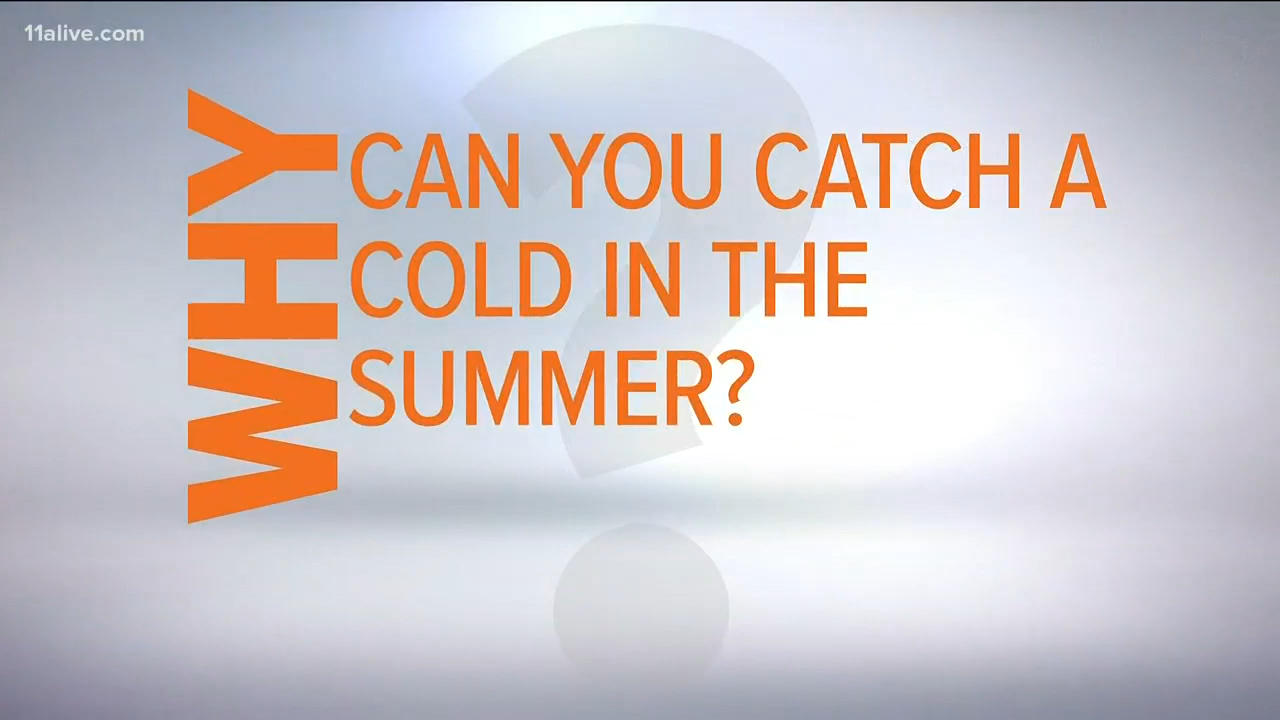 11alive.com
WHY
CAN YOU CATCH A
COLD IN THE
SUMMER?